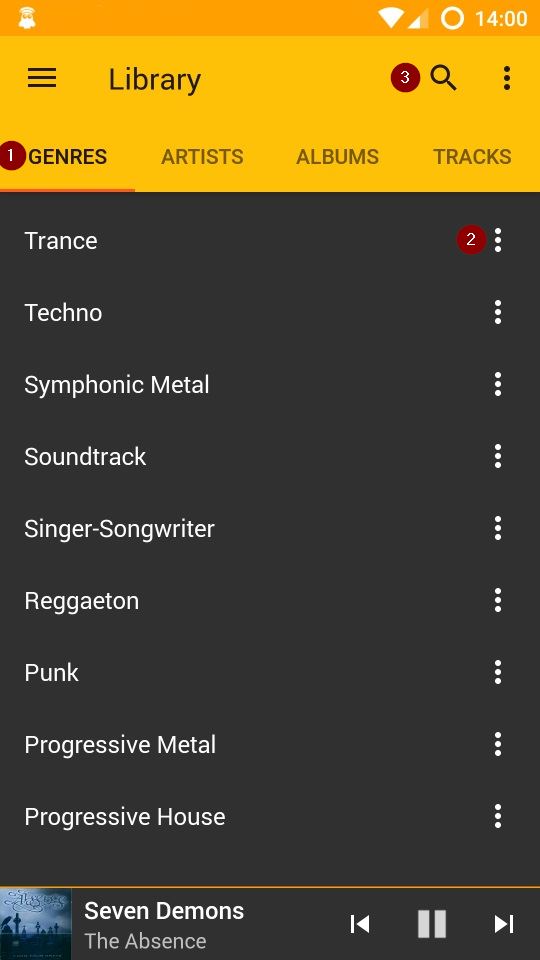 14:00
Library 3
1 GENRES ARTISTS ALBUMS TRACKS
Trance 2
Techno
Symphonic Metal
Soundtrack
Singer-Songwriter
Reggaeton
Punk
Progressive Metal
Progressive House
Seven Demons
The Absence